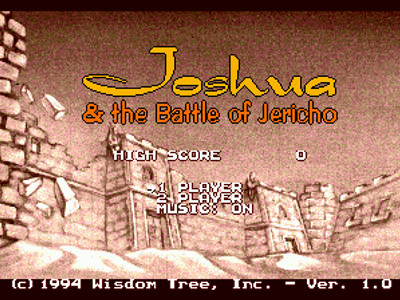 Joshua
& the Battle of Jericho
HIGH SCORE 0
1 PLAYER
2 PLAYER
MUSIC: ON
(c) 1994 Wisdom Tree, Inc. - Ver. 1.0